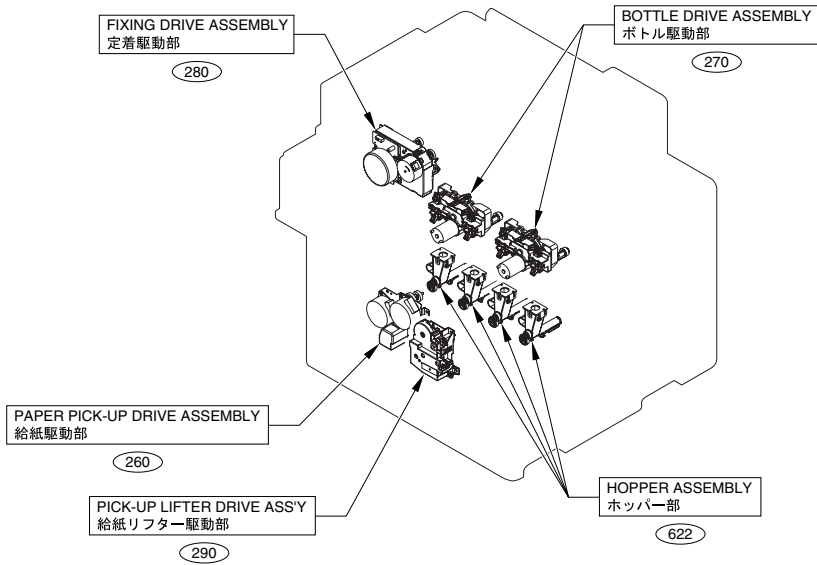 FIXING DRIVE ASSEMBLY
定着駆動部
280
BOTTLE DRIVE ASSEMBLY
ボトル駆動部
270
PAPER PICK-UP DRIVE ASSEMBLY
給紙駆動部
260
PICK-UP LIFTER DRIVE ASS'Y
給紙リフター駆動部
290
HOPPER ASSEMBLY
ホッパー部
622